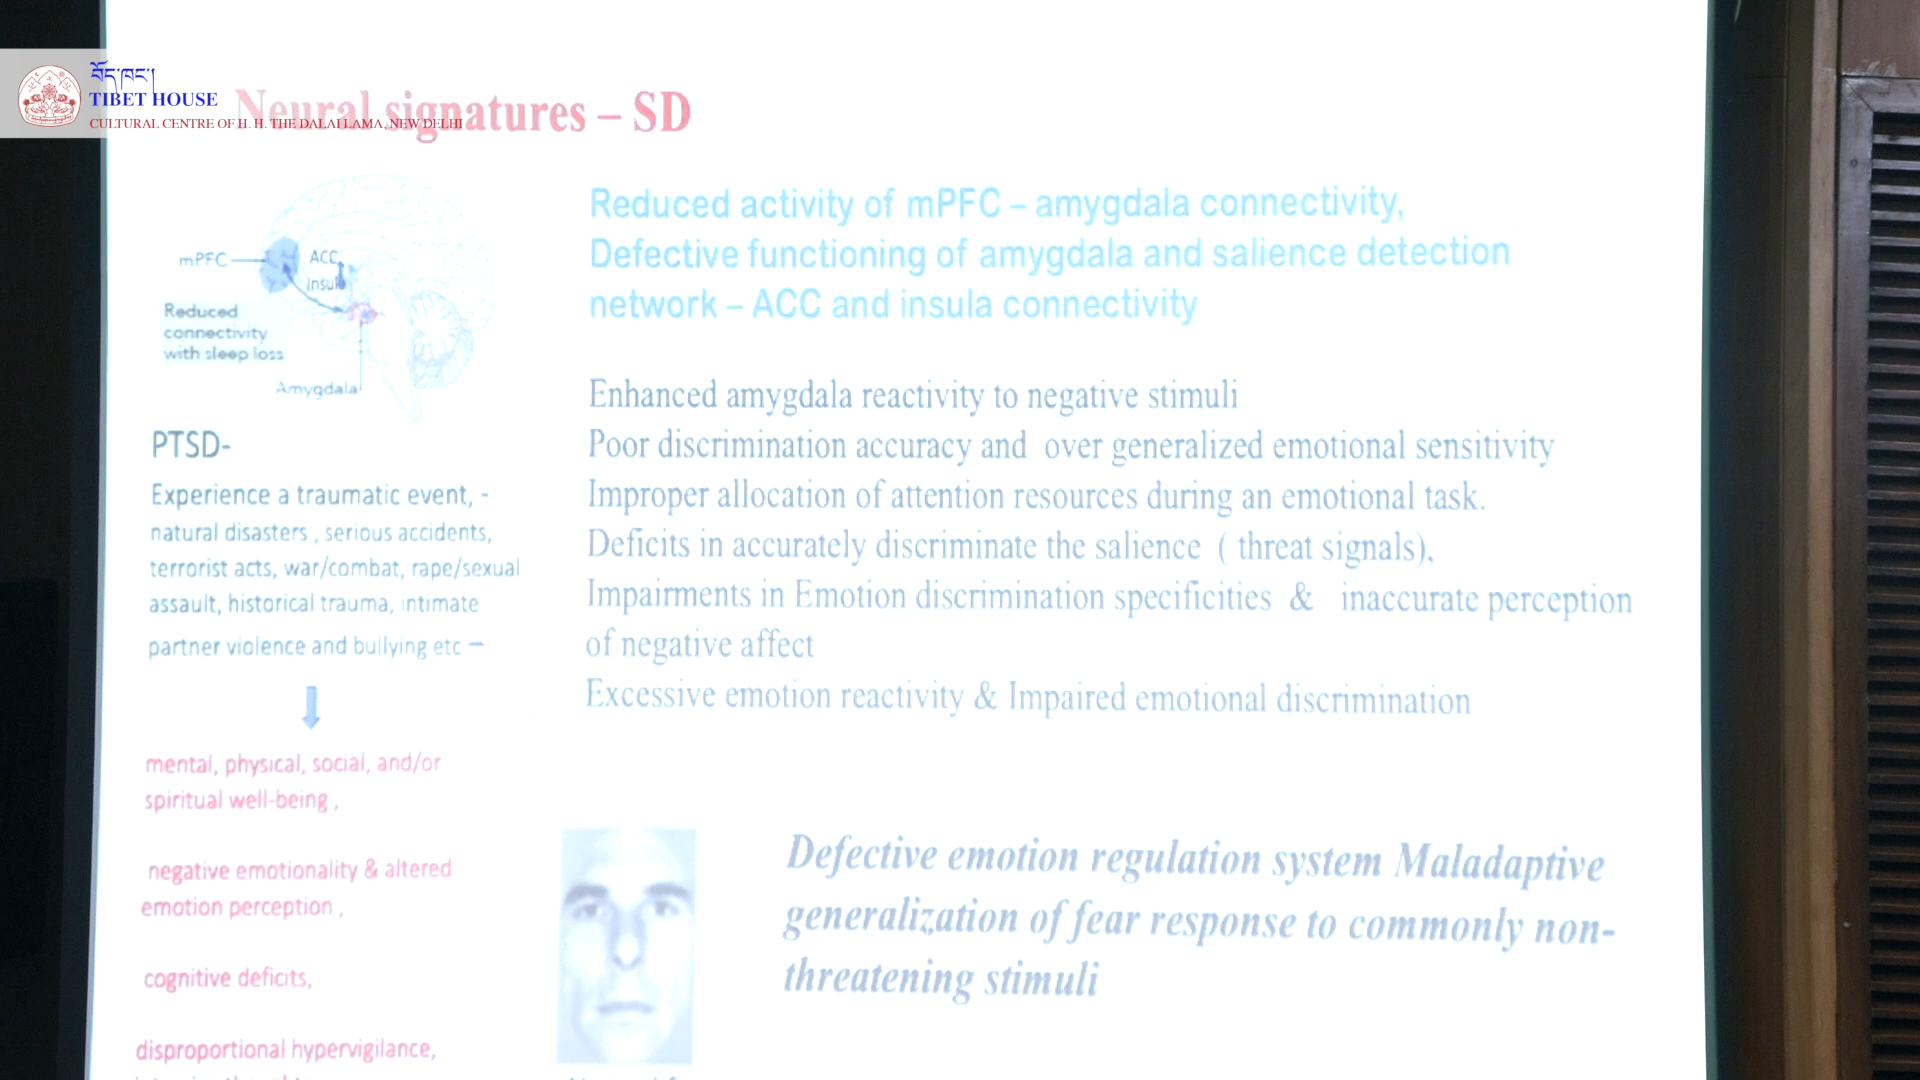 བོད་ཁང་།
TIBET HOUSE
CULTURAL CENTRE OF H. H. THE DALAI LAMA, NEW DELHI
Neural signatures – SD
mPFC
ACC
Insula
Reduced
connectivity
with sleep loss
Amygdala
Reduced activity of mPFC – amygdala connectivity,
Defective functioning of amygdala and salience detection
network – ACC and insula connectivity
Enhanced amygdala reactivity to negative stimuli
Poor discrimination accuracy and over generalized emotional sensitivity
Improper allocation of attention resources during an emotional task.
Deficits in accurately discriminate the salience ( threat signals),
Impairments in Emotion discrimination specificities & inaccurate perception
of negative affect
Excessive emotion reactivity & Impaired emotional discrimination
PTSD-
Experience a traumatic event, -
natural disasters , serious accidents,
terrorist acts, war/combat, rape/sexual
assault, historical trauma, intimate
partner violence and bullying etc –
mental, physical, social, and/or
spiritual well-being ,
negative emotionality & altered
emotion perception ,
cognitive deficits,
disproportional hypervigilance,
Defective emotion regulation system Maladaptive
generalization of fear response to commonly non-
threatening stimuli